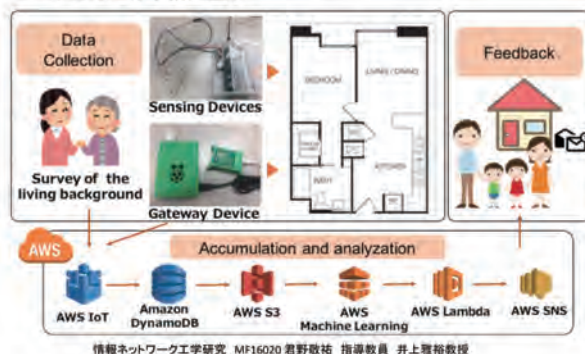 Data
Collection
Survey of the
living background
Sensing Devices
Gateway Device
BEDROOM
LIVING / DINING
KITCHEN
Feedback
AWS
Accumulation and analyzation
AWS IoT
Amazon
DynamoDB
AWS S3
AWS
Machine Learning
AWS Lambda
AWS SNS
情報ネットワーク工学研究 MF16020 君野敬祐 指導教員 井上雅裕教授